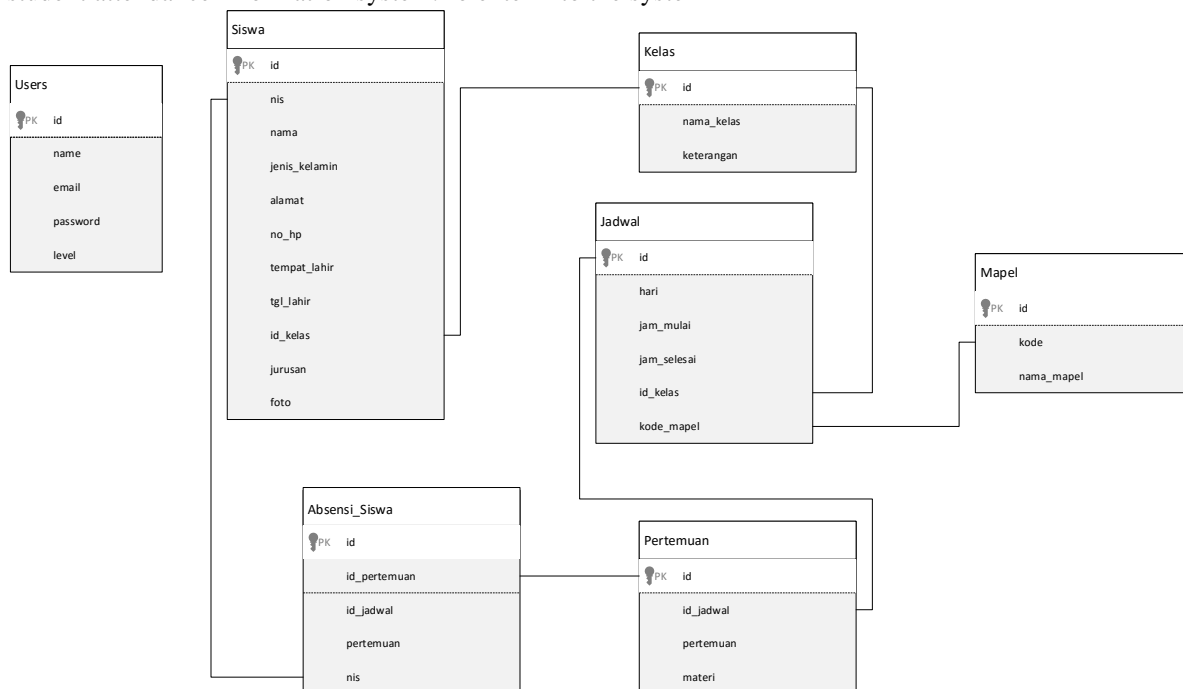 Siswa
PK id
nis
nama
jenis_kelamin
alamat
no_hp
tempat_lahir
tgl_lahir
id_kelas
jurusan
foto
Users
PK id
name
email
password
level
Kelas
PK id
nama_kelas
keterangan
Jadwal
PK id
hari
jam_mulai
jam_selesai
id_kelas
kode_mapel
Mapel
PK id
kode
nama_mapel
Absensi_Siswa
PK id
id_pertemuan
id_jadwal
pertemuan
nis
Pertemuan
PK id
id_jadwal
pertemuan
materi